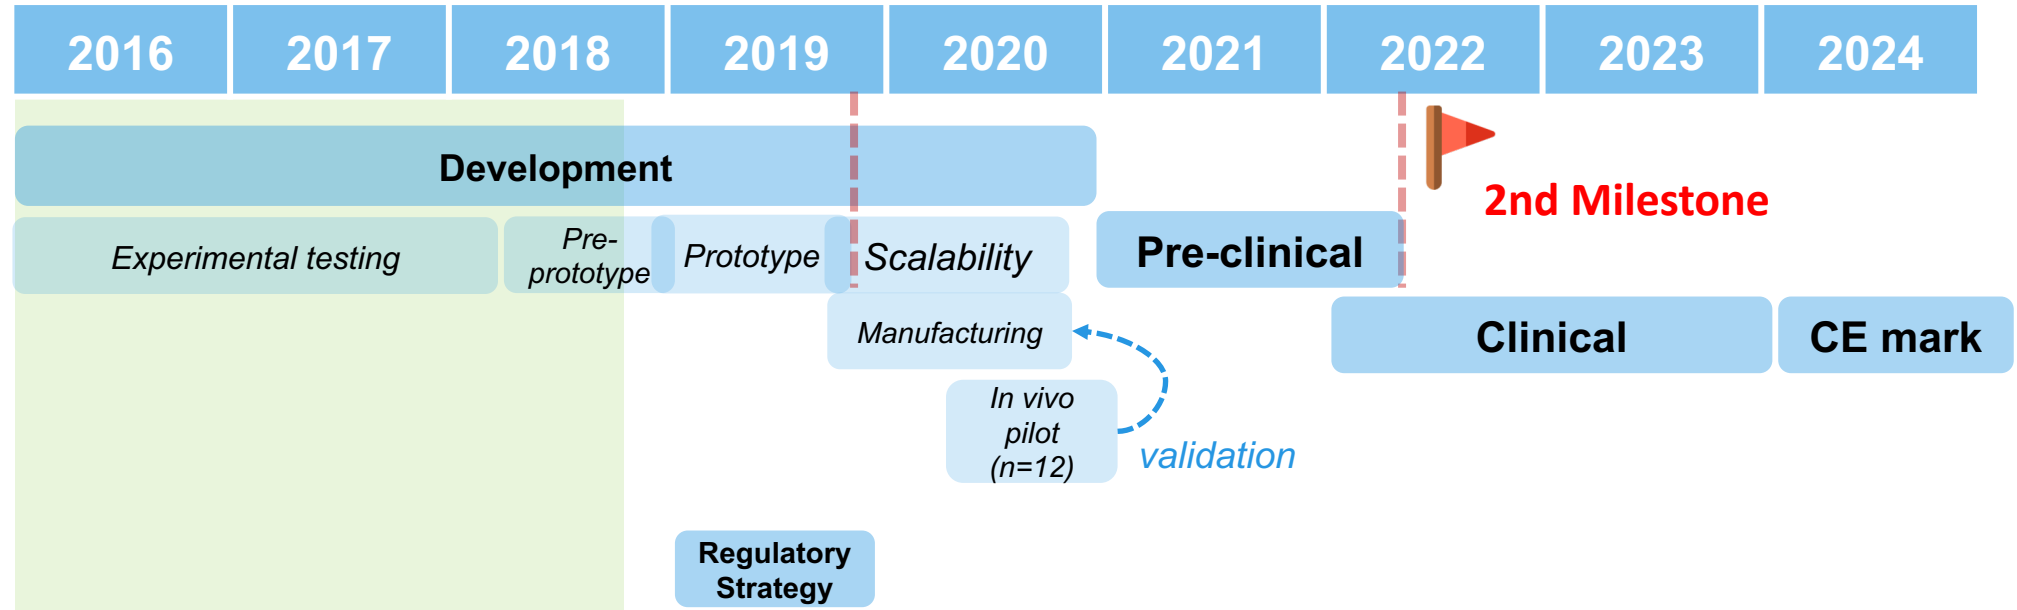 2016 2017 2018 2019 2020 2021 2022 2023 2024
Development
2nd Milestone
Experimental testing
Pre-
prototype
Prototype
Scalability
Pre-clinical
Manufacturing
Clinical
CE mark
In vivo
pilot
(n=12)
validation
Regulatory
Strategy